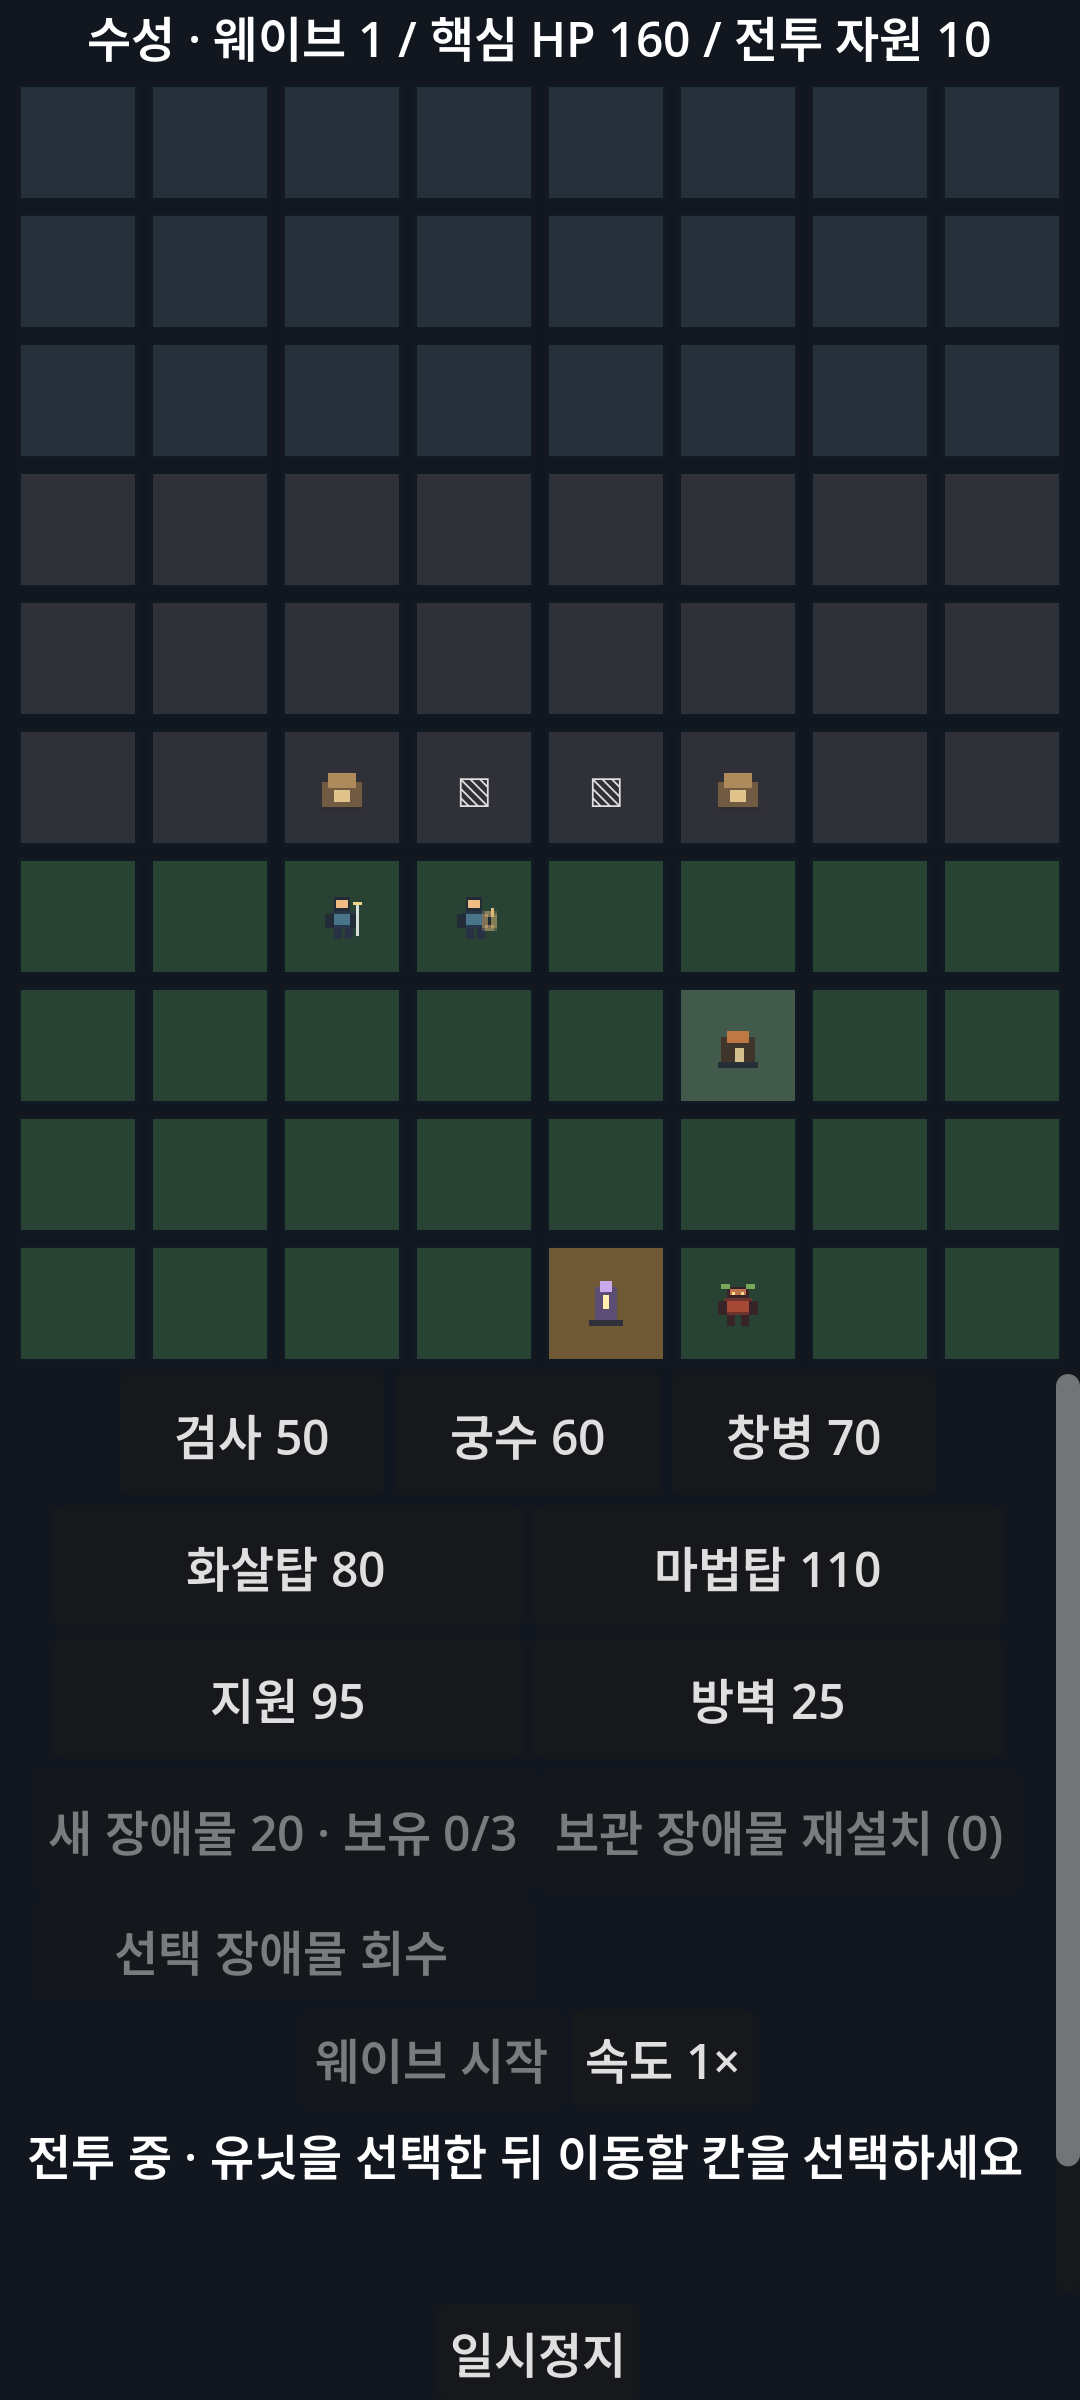 수성 · 웨이브 1 / 핵심 HP 160 / 전투 자원 10
검사 50 궁수 60 창병 70
화살탑 80 마법탑 110
지원 95 방벽 25
새 장애물 20 · 보유 0/3 보관 장애물 재설치 (0)
선택 장애물 회수
웨이브 시작 속도 1×
전투 중 · 유닛을 선택한 뒤 이동할 칸을 선택하세요
일시정지